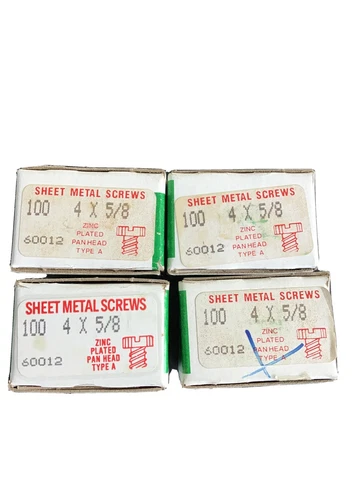 SHEET METAL SCREWS
100 4 X 5/8
ZINC
PLATED
60012 PAN HEAD
TYPE A
SHEET METAL SCREWS
100 4 X 5/8
ZINC
PLATED
60012 PAN HEAD
TYPE A
SHEET METAL SCREWS
100 4 X 5/8
ZINC
PLATED
60012 PAN HEAD
TYPE A
SHEET METAL SCREWS
100 4 X 5/8
ZINC
PLATED
60012 PAN HEAD
TYPE A